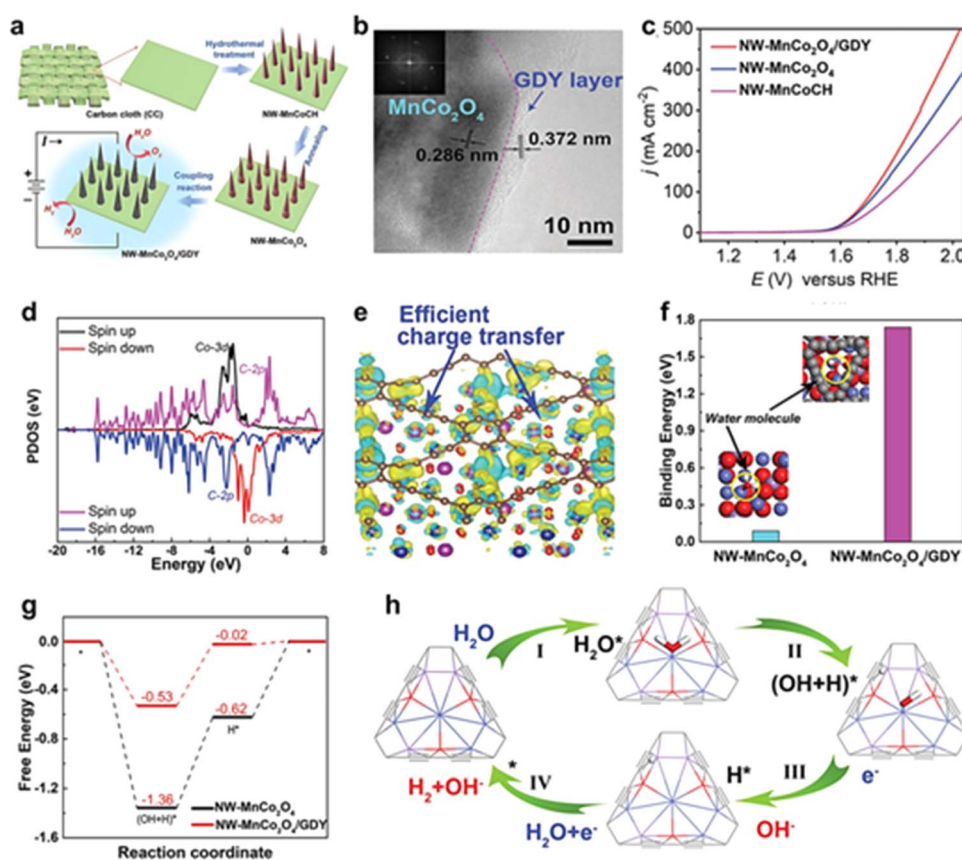 a
Hydrothermal
treatment
Carbon cloth (CC)
NW-MnCoCH
Annealing
I →
H₂O
O₂
+
−
H₂
H₂O
Coupling
reaction
NW-MnCo₂O₄/GDY
NW-MnCo₂O₄
b
GDY layer
MnCo₂O₄
0.286 nm
0.372 nm
10 nm
c
NW-MnCo₂O₄/GDY
NW-MnCo₂O₄
NW-MnCoCH
j (mA cm⁻²)
500
400
300
200
100
0
1.2 1.4 1.6 1.8 2.0
E (V) versus RHE
d
Spin up
Spin down
Co-3d
C-2p
PDOS (eV)
C-2p
Co-3d
Spin up
Spin down
-20 -16 -12 -8 -4 0 4 8
Energy (eV)
e
Efficient
charge transfer
f
Binding Energy (eV)
1.8
1.5
1.2
0.9
0.6
0.3
0.0
Water molecule
NW-MnCo₂O₄ NW-MnCo₂O₄/GDY
g
Free Energy (eV)
0.0
-0.4
-0.8
-1.2
-1.6
* *
-0.02
-0.53
-0.62
H*
-1.36
(OH+H)*
NW-MnCo₂O₄
NW-MnCo₂O₄/GDY
Reaction coordinate
h
H₂O
I
H₂O*
II
(OH+H)*
e⁻
III
H*
OH⁻
* IV
H₂O+e⁻
H₂+OH⁻